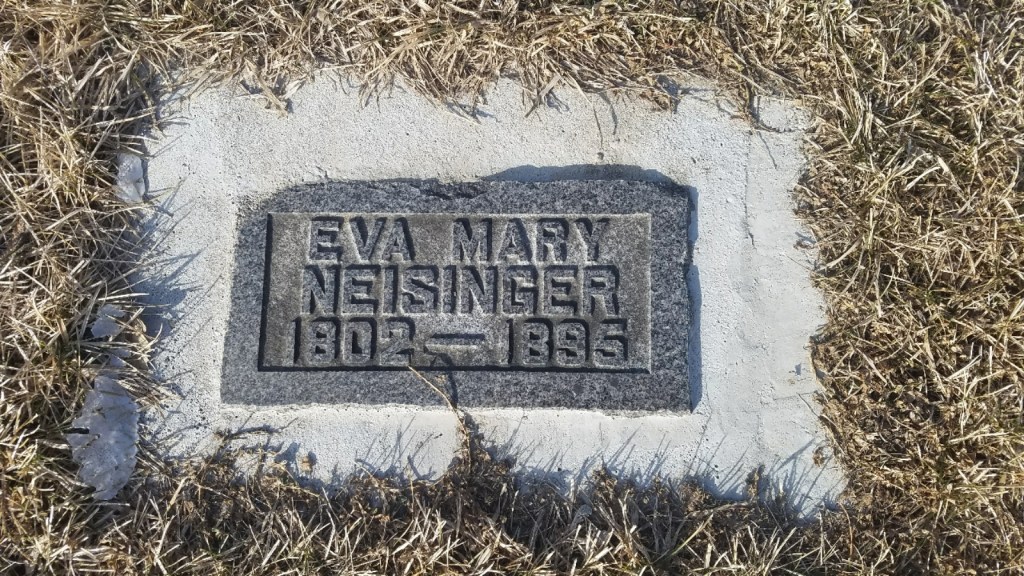 EVA MARY
NEISINGER
1802 — 1895